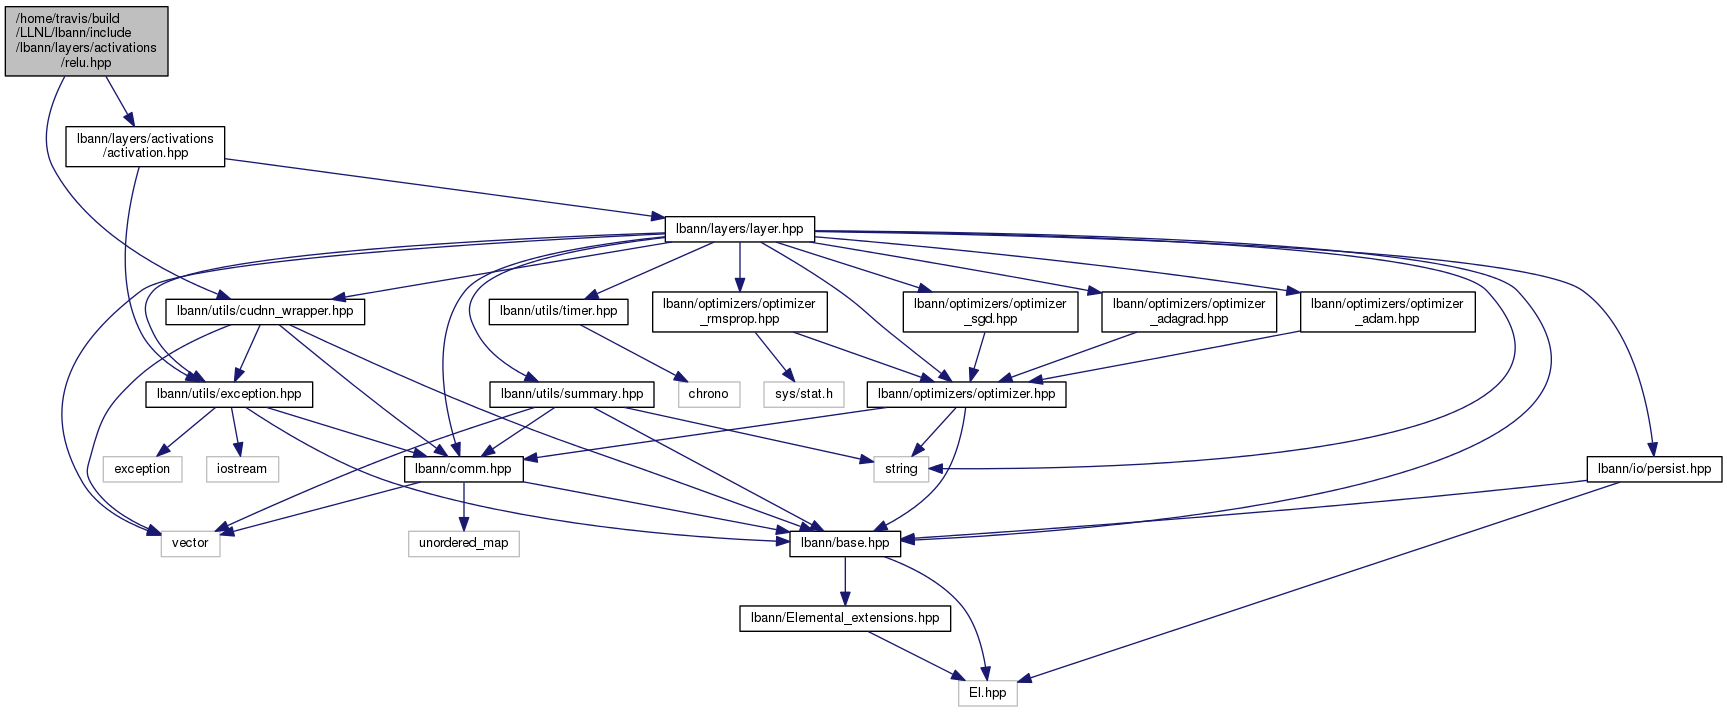 /home/travis/build
/LLNL/lbann/include
/lbann/layers/activations
/relu.hpp
lbann/layers/activations
/activation.hpp
lbann/layers/layer.hpp
lbann/utils/cudnn_wrapper.hpp
lbann/utils/timer.hpp
lbann/optimizers/optimizer
_rmsprop.hpp
lbann/optimizers/optimizer
_sgd.hpp
lbann/optimizers/optimizer
_adagrad.hpp
lbann/optimizers/optimizer
_adam.hpp
lbann/utils/exception.hpp
lbann/utils/summary.hpp
chrono
sys/stat.h
lbann/optimizers/optimizer.hpp
exception
iostream
lbann/comm.hpp
string
lbann/io/persist.hpp
vector
unordered_map
lbann/base.hpp
lbann/Elemental_extensions.hpp
El.hpp